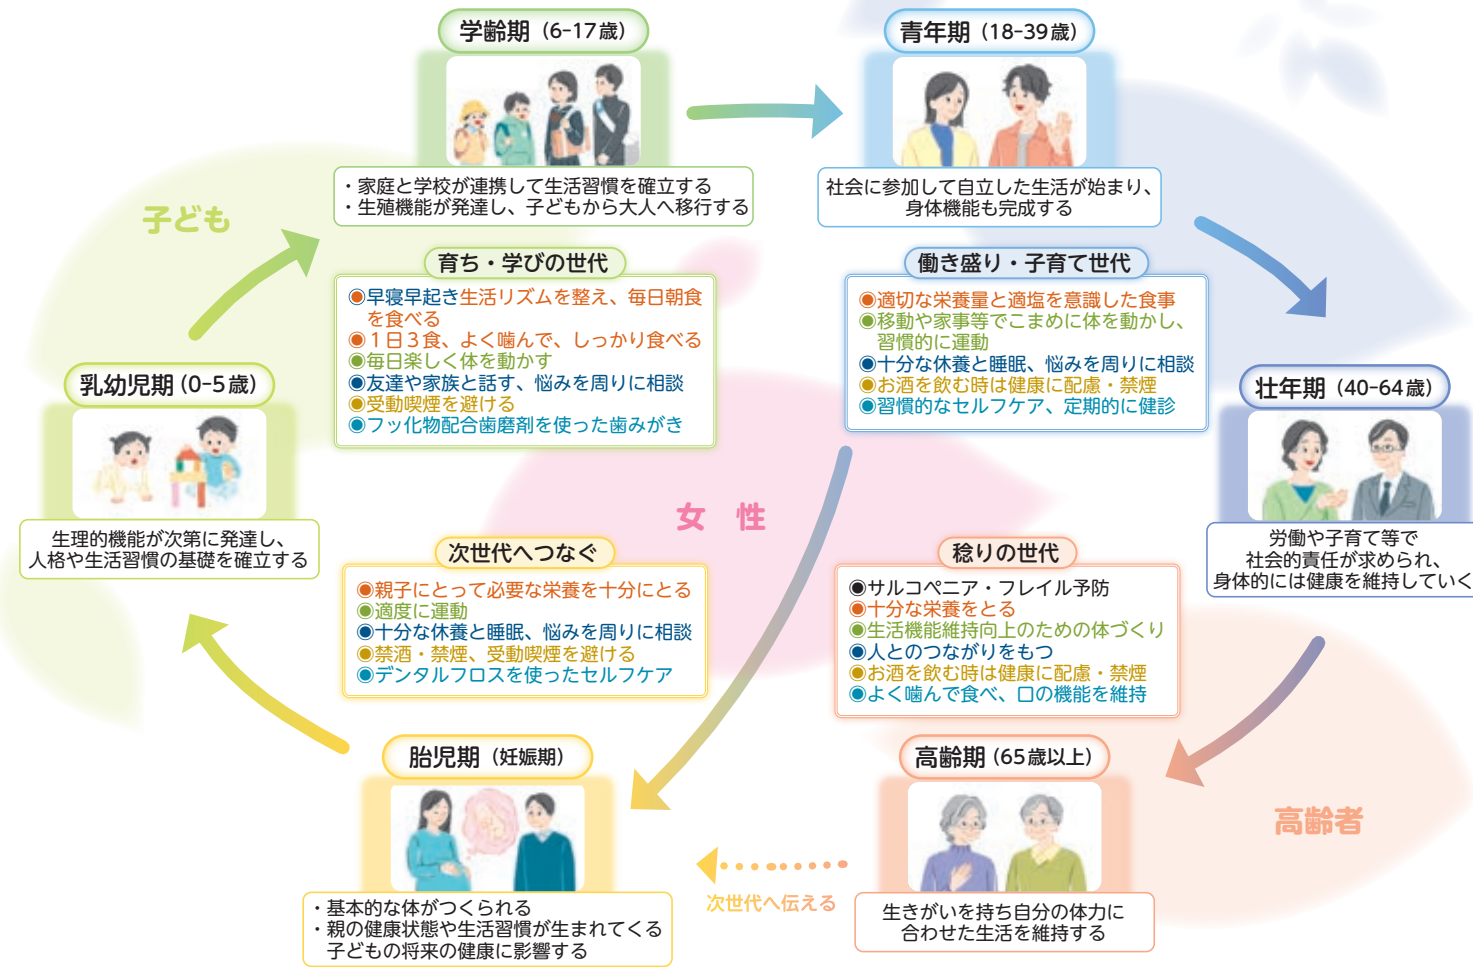 学齢期（6-17歳）
・家庭と学校が連携して生活習慣を確立する
・生殖機能が発達し、子どもから大人へ移行する
青年期（18-39歳）
社会に参加して自立した生活が始まり、
身体機能も完成する
子ども
育ち・学びの世代
◉早寝早起き生活リズムを整え、毎日朝食
を食べる
◉１日３食、よく噛んで、しっかり食べる
◉毎日楽しく体を動かす
◉友達や家族と話す、悩みを周りに相談
◉受動喫煙を避ける
◉フッ化物配合歯磨剤を使った歯みがき
働き盛り・子育て世代
◉適切な栄養量と適塩を意識した食事
◉移動や家事等でこまめに体を動かし、
習慣的に運動
◉十分な休養と睡眠、悩みを周りに相談
◉お酒を飲む時は健康に配慮・禁煙
◉習慣的なセルフケア、定期的に健診
乳幼児期（0-5歳）
生理的機能が次第に発達し、
人格や生活習慣の基礎を確立する
壮年期（40-64歳）
労働や子育て等で
社会的責任が求められ、
身体的には健康を維持していく
女 性
次世代へつなぐ
◉親子にとって必要な栄養を十分にとる
◉適度に運動
◉十分な休養と睡眠、悩みを周りに相談
◉禁酒・禁煙、受動喫煙を避ける
◉デンタルフロスを使ったセルフケア
稔りの世代
◉サルコペニア・フレイル予防
◉十分な栄養をとる
◉生活機能維持向上のための体づくり
◉人とのつながりをもつ
◉お酒を飲む時は健康に配慮・禁煙
◉よく噛んで食べ、口の機能を維持
胎児期（妊娠期）
・基本的な体がつくられる
・親の健康状態や生活習慣が生まれてくる
子どもの将来の健康に影響する
高齢期（65歳以上）
生きがいを持ち自分の体力に
合わせた生活を維持する
高齢者
次世代へ伝える